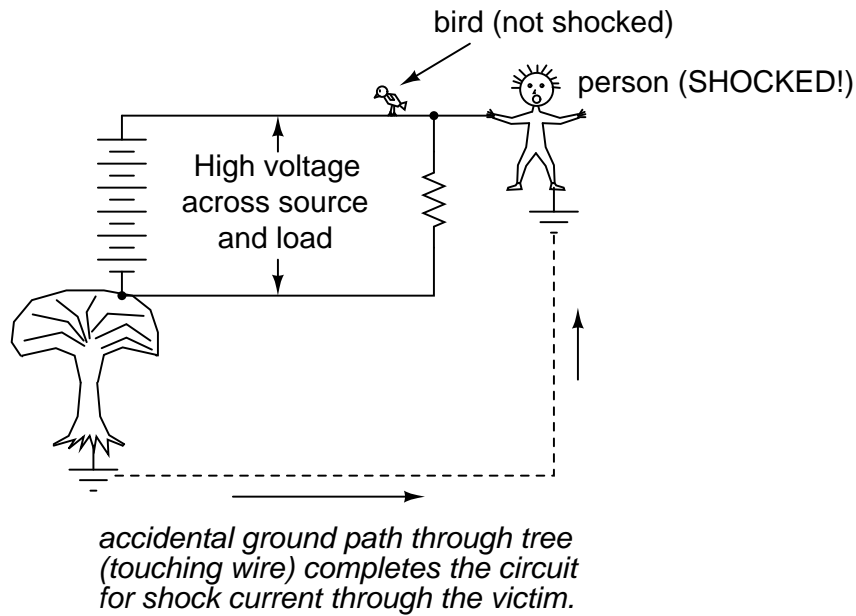 bird (not shocked)
person (SHOCKED!)
High voltage
across source
and load
accidental ground path through tree
(touching wire) completes the circuit
for shock current through the victim.